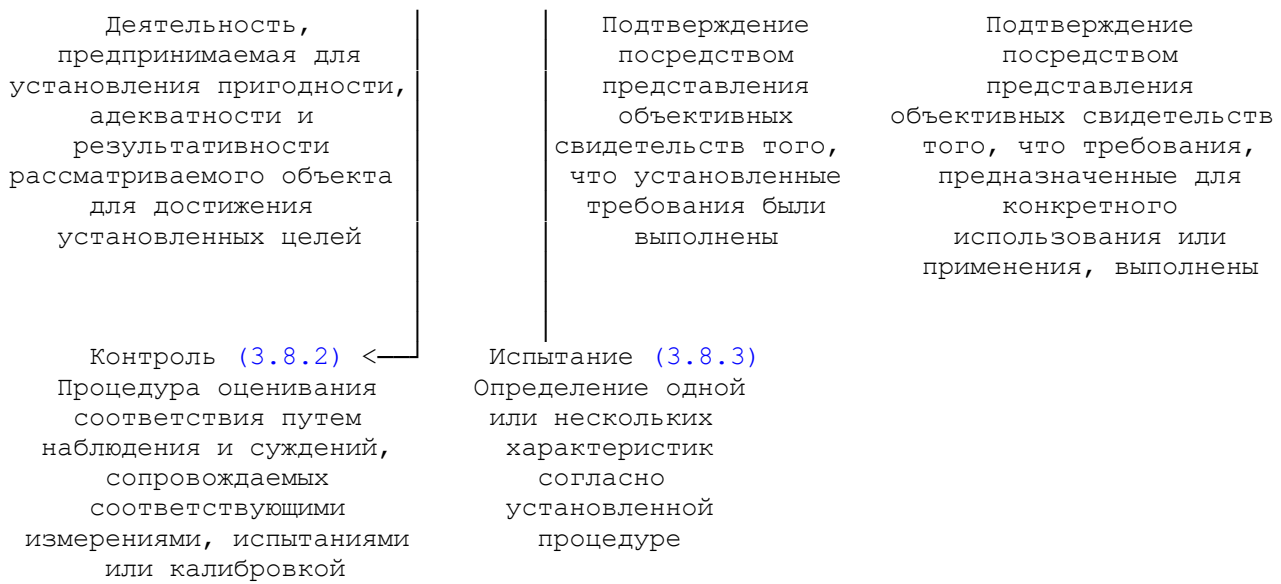 Деятельность,
предпринимаемая для
установления пригодности,
адекватности и
результативности
рассматриваемого объекта
для достижения
установленных целей
Подтверждение
посредством
представления
объективных
свидетельств того,
что установленные
требования были
выполнены
Подтверждение
посредством
представления
объективных свидетельств
того, что требования,
предназначенные для
конкретного
использования или
применения, выполнены
Контроль (3.8.2) <
Процедура оценивания
соответствия путем
наблюдения и суждений,
сопровождаемых
соответствующими
измерениями, испытаниями
или калибровкой
Испытание (3.8.3)
Определение одной
или нескольких
характеристик
согласно
установленной
процедуре